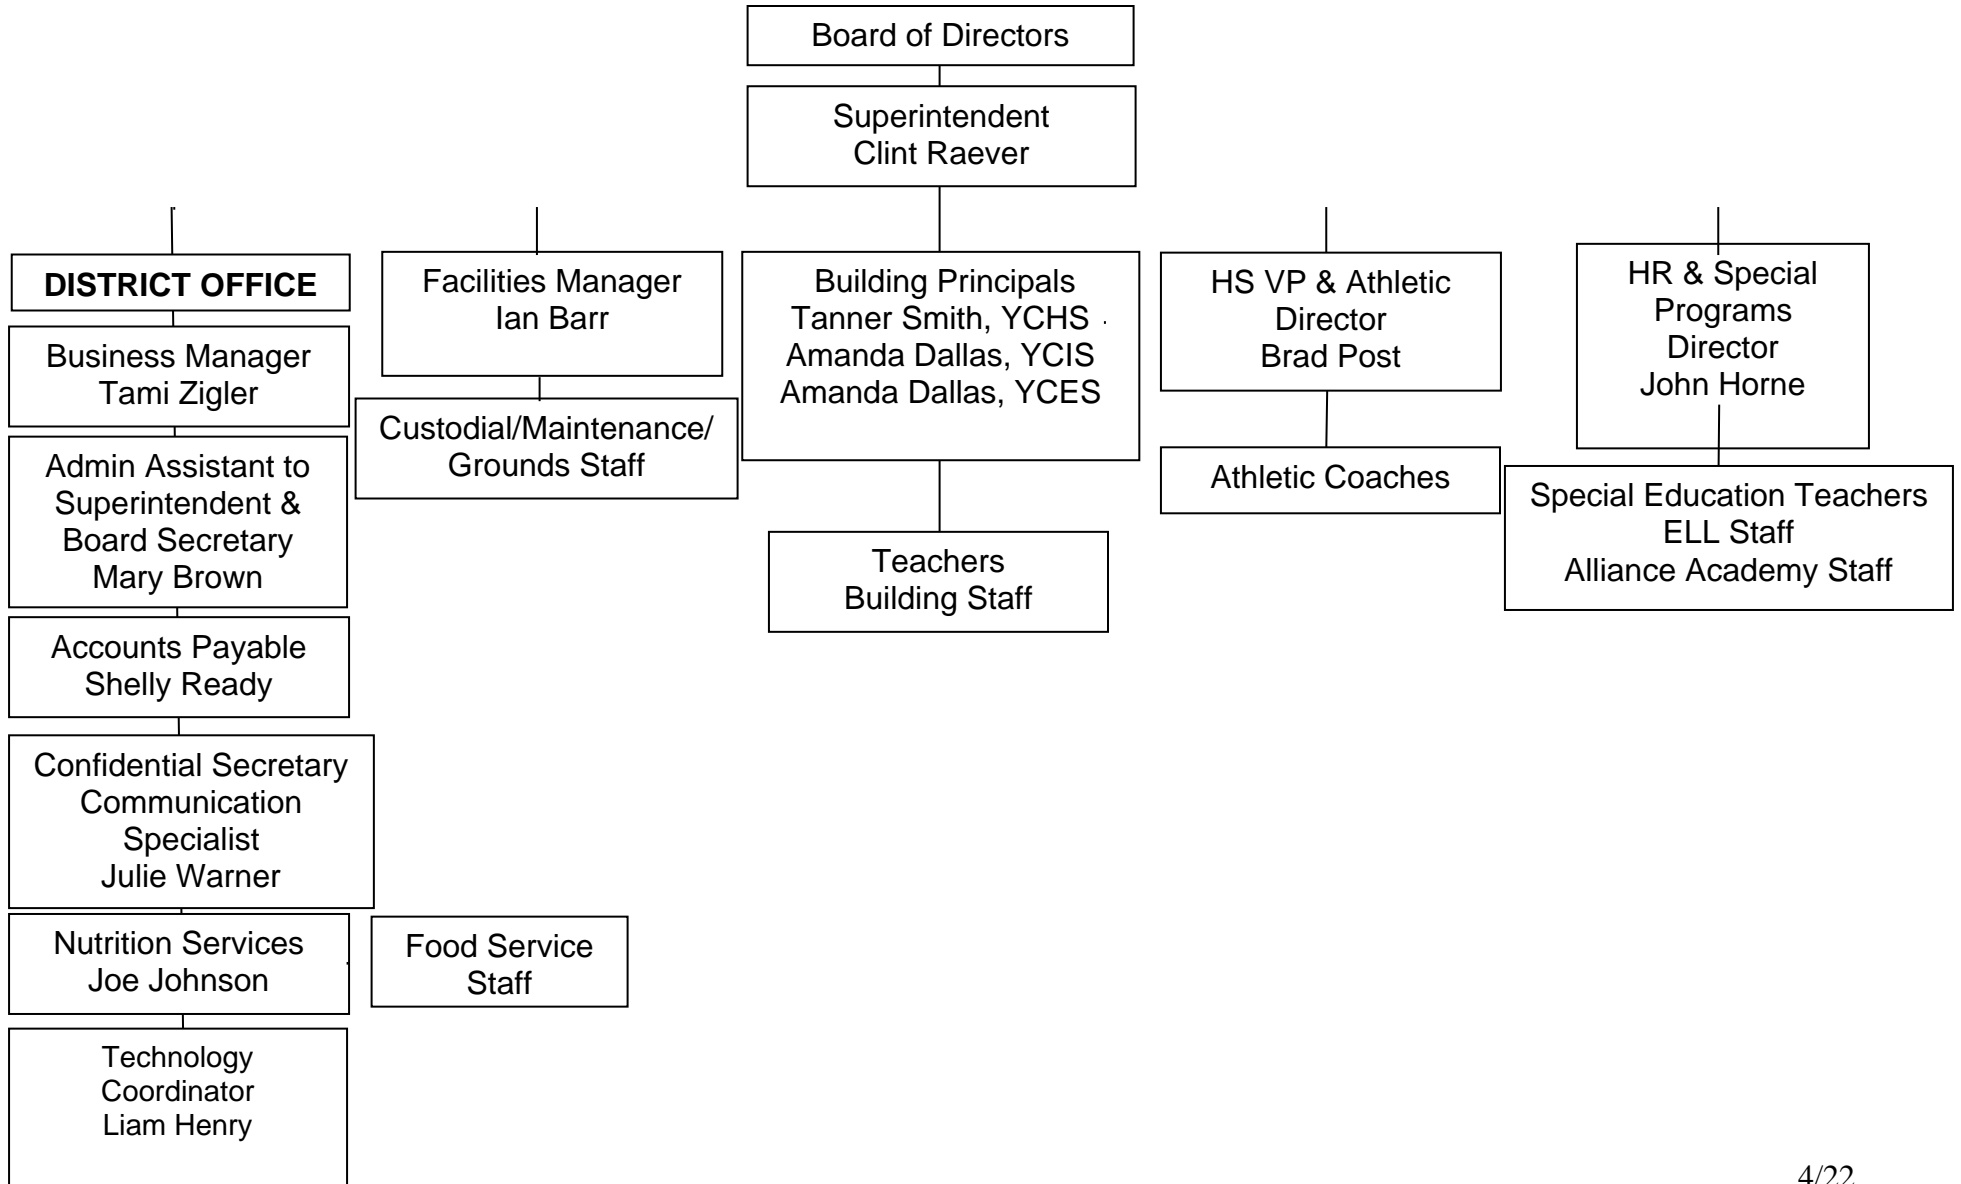 Board of Directors
Superintendent
Clint Raever
DISTRICT OFFICE
Business Manager
Tami Zigler
Admin Assistant to
Superintendent &
Board Secretary
Mary Brown
Accounts Payable
Shelly Ready
Confidential Secretary
Communication
Specialist
Julie Warner
Nutrition Services
Joe Johnson
Food Service
Staff
Technology
Coordinator
Liam Henry
Facilities Manager
Ian Barr
Custodial/Maintenance/
Grounds Staff
Building Principals
Tanner Smith, YCHS
Amanda Dallas, YCIS
Amanda Dallas, YCES
Teachers
Building Staff
HS VP & Athletic
Director
Brad Post
Athletic Coaches
HR & Special
Programs
Director
John Horne
Special Education Teachers
ELL Staff
Alliance Academy Staff
4/22